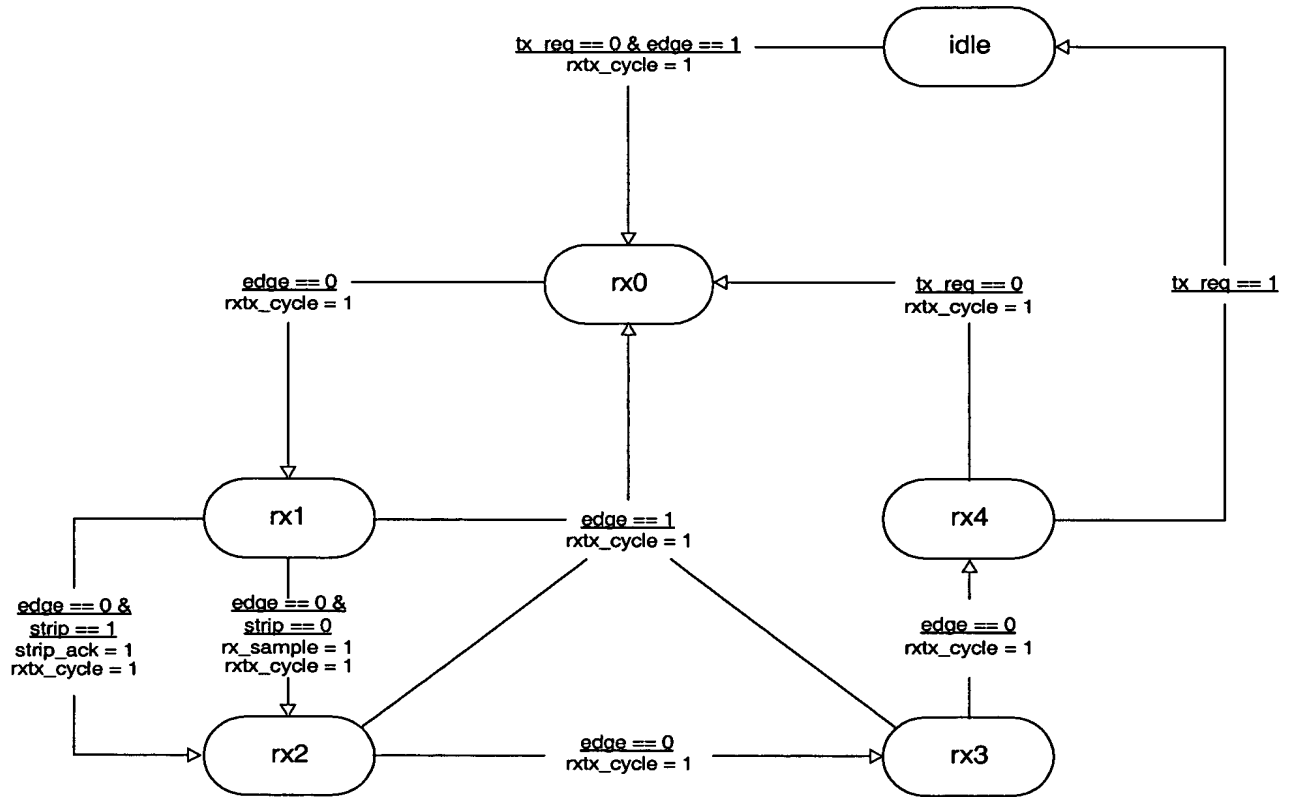 idle
tx_req == 0 & edge == 1
rxtx_cycle = 1
rx0
edge == 0
rxtx_cycle = 1
tx_req == 0
rxtx_cycle = 1
tx_req == 1
rx1
edge == 1
rxtx_cycle = 1
rx4
edge == 0 &
strip == 1
strip_ack = 1
rxtx_cycle = 1
edge == 0 &
strip == 0
rx_sample = 1
rxtx_cycle = 1
edge == 0
rxtx_cycle = 1
rx2
edge == 0
rxtx_cycle = 1
rx3